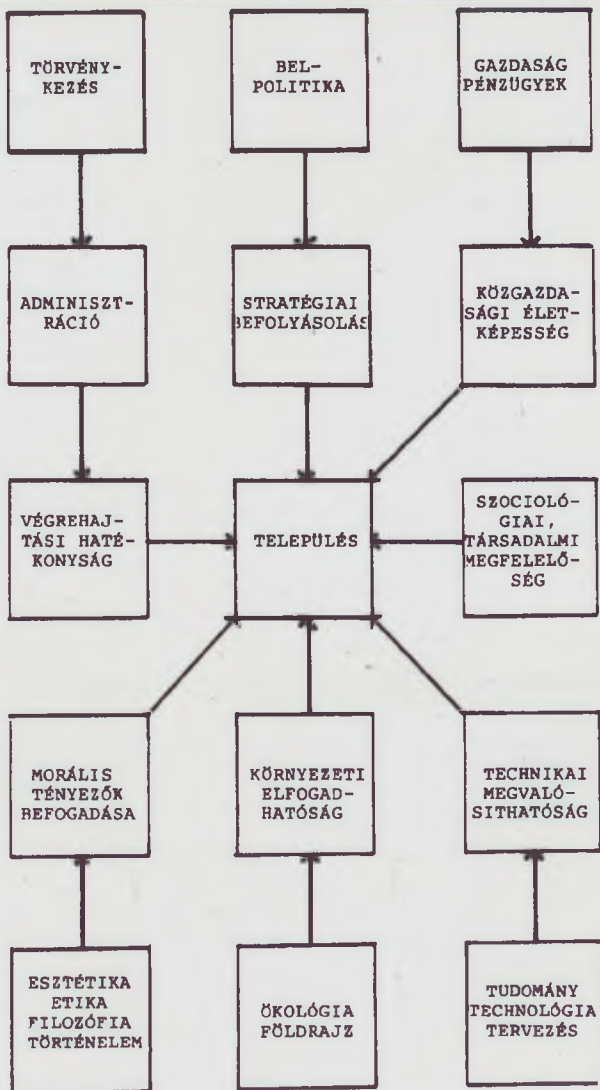 TÖRVÉNY-
KEZÉS
BEL-
POLITIKA
GAZDASÁG
PÉNZÜGYEK
ADMINISZT-
RÁCIÓ
STRATÉGIAI
BEFOLYÁSOLÁS
KÖZGAZDA-
SÁGI ÉLET-
KÉPESSÉG
VÉGREHAJ-
TÁSI HATÉ-
KONYSÁG
TELEPÜLÉS
SZOCIOLÓ-
GIAI,
TÁRSADALMI
MEGFELELŐ-
SÉG
MORÁLIS
TÉNYEZŐK
BEFOGADÁSA
KÖRNYEZETI
ELFOGAD-
HATÓSÁG
TECHNIKAI
MEGVALÓ-
SITHATÓSÁG
ESZTÉTIKA
ETIKA
FILOZÓFIA
TÖRTÉNELEM
ÖKOLÓGIA
FÖLDRAJZ
TUDOMÁNY
TECHNOLÓGIA
TERVEZÉS